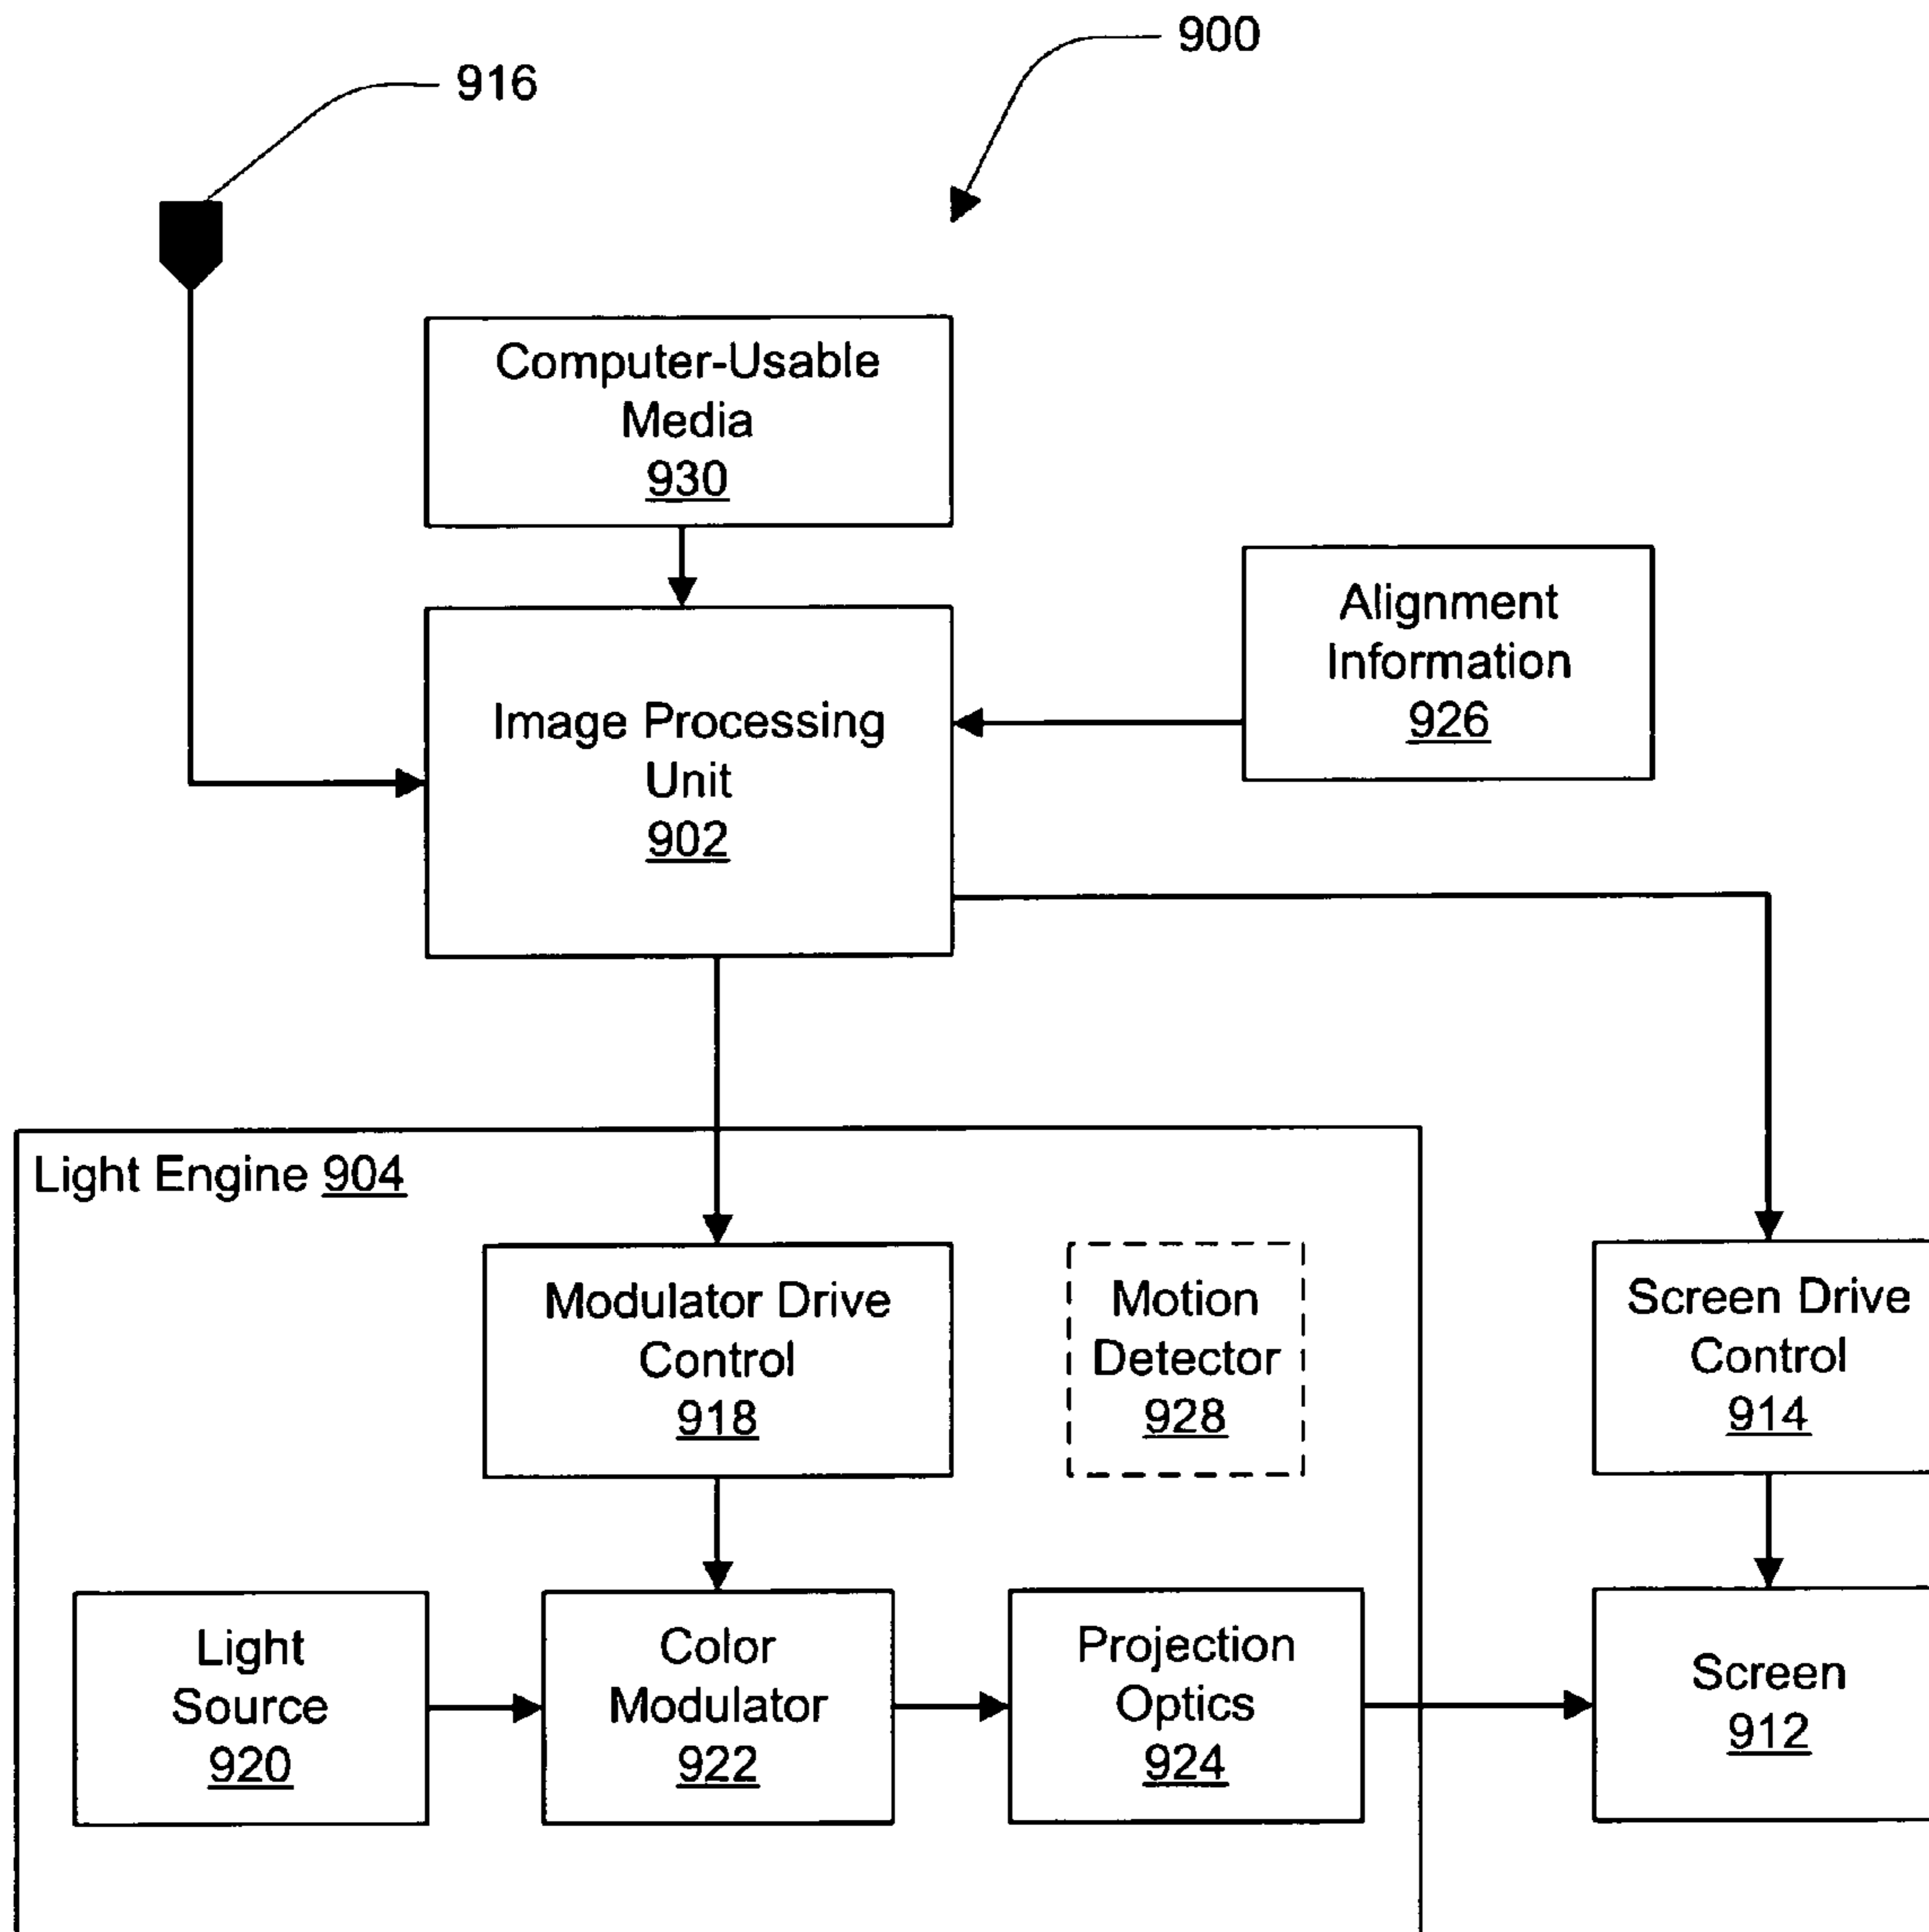 900
916
Computer-Usable
Media
930
Alignment
Information
926
Image Processing
Unit
902
Light Engine 904
Modulator Drive
Control
918
Motion
Detector
928
Screen Drive
Control
914
Light
Source
920
Color
Modulator
922
Projection
Optics
924
Screen
912